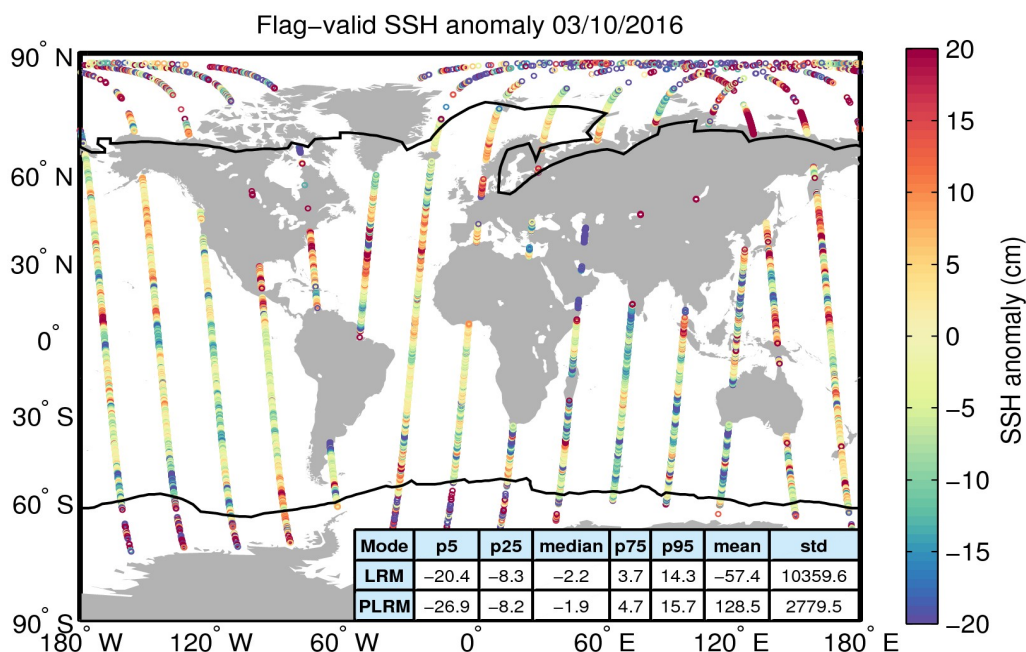 Flag−valid SSH anomaly 03/10/2016
90° N
60° N
30° N
0°
30° S
60° S
90° S
180° W
120° W
60° W
0°
60° E
120° E
180° E
20
15
10
5
0
−5
−10
−15
−20
SSH anomaly (cm)
Mode p5 p25 median p75 p95 mean std
LRM −20.4 −8.3 −2.2 3.7 14.3 −57.4 10359.6
PLRM −26.9 −8.2 −1.9 4.7 15.7 128.5 2779.5